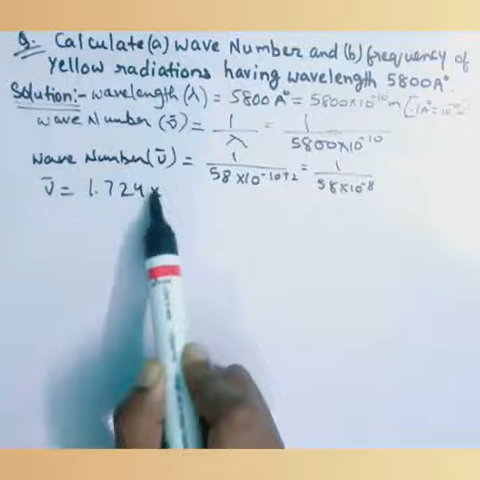 Q. Calculate (a) Wave Number and (b) frequency of
Yellow radiations having wavelength 5800A°.
Solution:- Wavelength (λ) = 5800A° = 5800×10⁻¹⁰ m [1A°=10⁻¹⁰
Wave Number (ν̄) = 1/λ = 1/5800×10⁻¹⁰
Wave Number (ν̄) = 1/58×10⁻¹⁰⁺² = 1/58×10⁻⁸
ν̄ = 1.724×